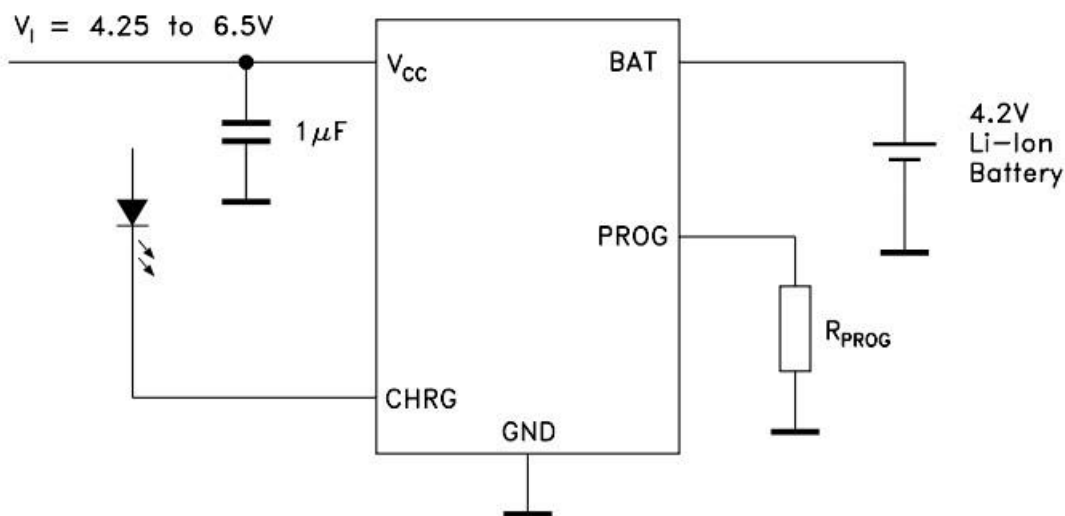 V_I = 4.25 to 6.5V
V_CC
BAT
1μF
4.2V
Li-Ion
Battery
PROG
R_PROG
CHRG
GND